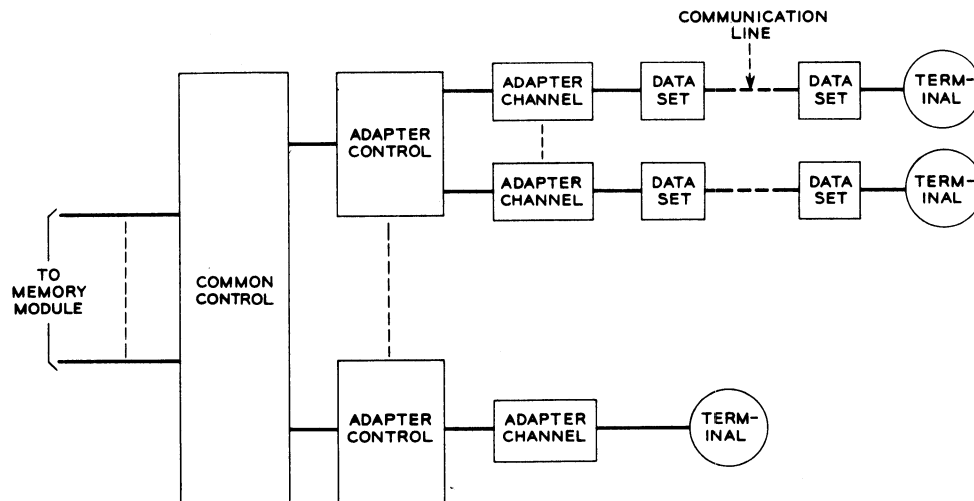 COMMUNICATION
LINE
ADAPTER
CHANNEL
DATA
SET
DATA
SET
TERM-
INAL
ADAPTER
CONTROL
ADAPTER
CHANNEL
DATA
SET
DATA
SET
TERM-
INAL
TO
MEMORY
MODULE
COMMON
CONTROL
ADAPTER
CONTROL
ADAPTER
CHANNEL
TERM-
INAL